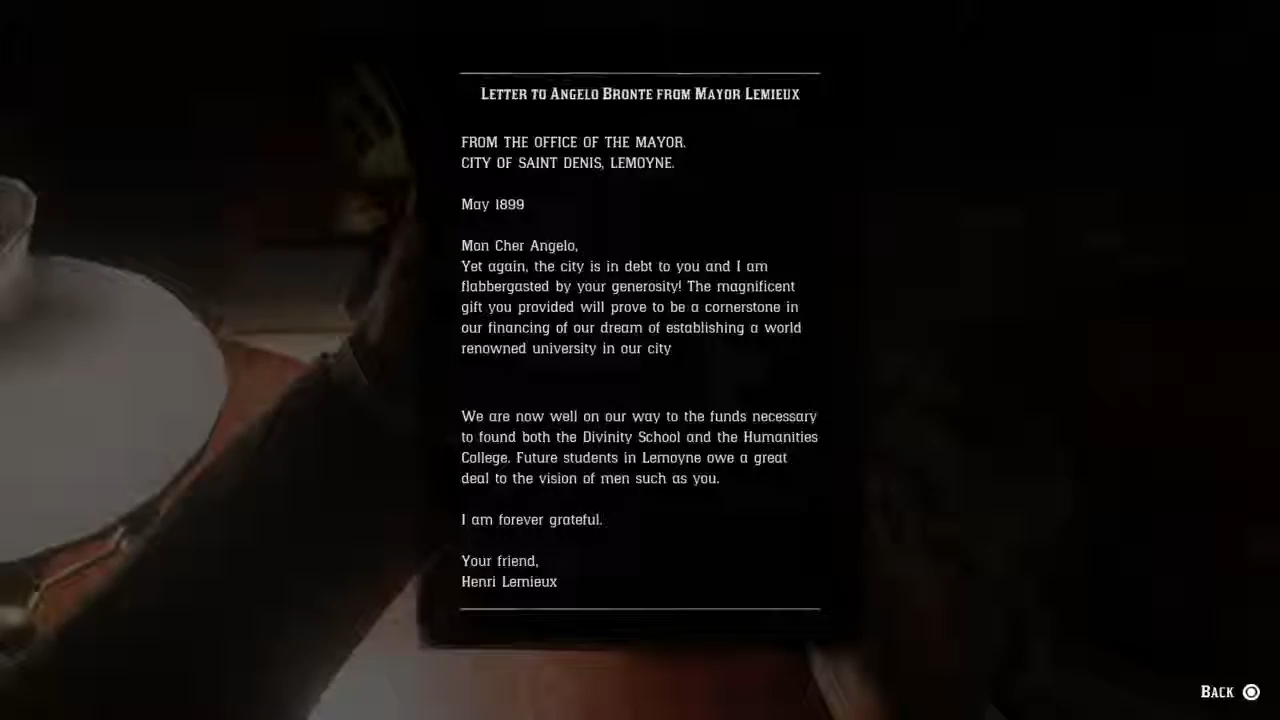 Letter to Angelo Bronte from Mayor Lemieux
FROM THE OFFICE OF THE MAYOR.
CITY OF SAINT DENIS, LEMOYNE.
May 1899
Mon Cher Angelo,
Yet again, the city is in debt to you and I am
flabbergasted by your generosity! The magnificent
gift you provided will prove to be a cornerstone in
our financing of our dream of establishing a world
renowned university in our city
We are now well on our way to the funds necessary
to found both the Divinity School and the Humanities
College. Future students in Lemoyne owe a great
deal to the vision of men such as you.
I am forever grateful.
Your friend,
Henri Lemieux
Back